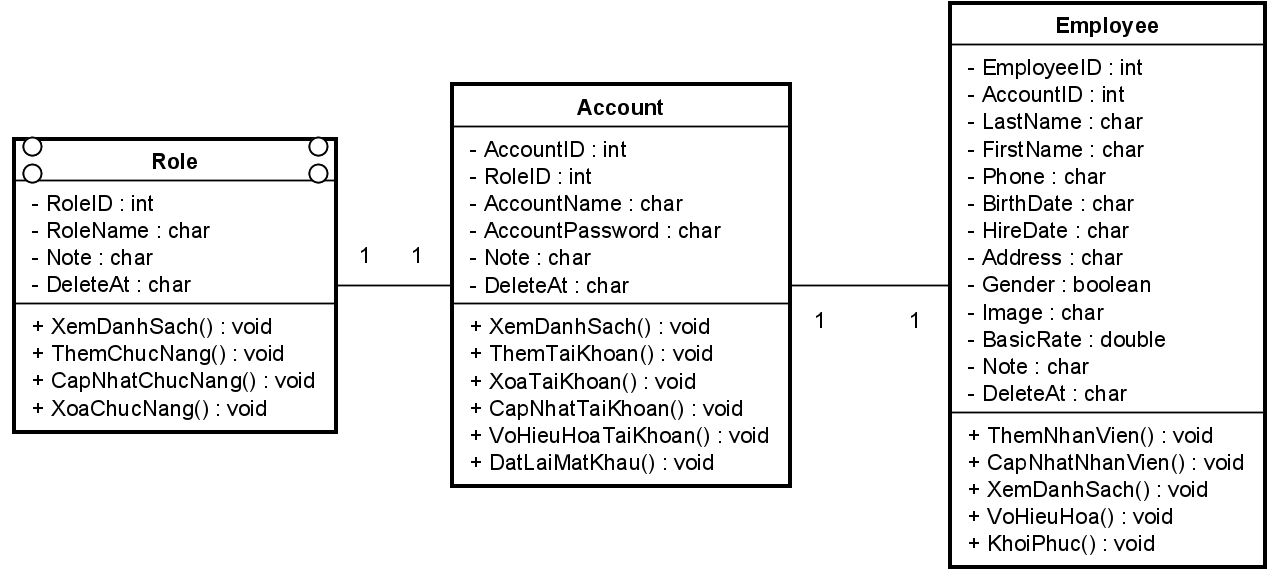 Role
- RoleID : int
- RoleName : char
- Note : char
- DeleteAt : char
+ XemDanhSach() : void
+ ThemChucNang() : void
+ CapNhatChucNang() : void
+ XoaChucNang() : void
1 1
Account
- AccountID : int
- RoleID : int
- AccountName : char
- AccountPassword : char
- Note : char
- DeleteAt : char
+ XemDanhSach() : void
+ ThemTaiKhoan() : void
+ XoaTaiKhoan() : void
+ CapNhatTaiKhoan() : void
+ VoHieuHoaTaiKhoan() : void
+ DatLaiMatKhau() : void
1 1
Employee
- EmployeeID : int
- AccountID : int
- LastName : char
- FirstName : char
- Phone : char
- BirthDate : char
- HireDate : char
- Address : char
- Gender : boolean
- Image : char
- BasicRate : double
- Note : char
- DeleteAt : char
+ ThemNhanVien() : void
+ CapNhatNhanVien() : void
+ XemDanhSach() : void
+ VoHieuHoa() : void
+ KhoiPhuc() : void